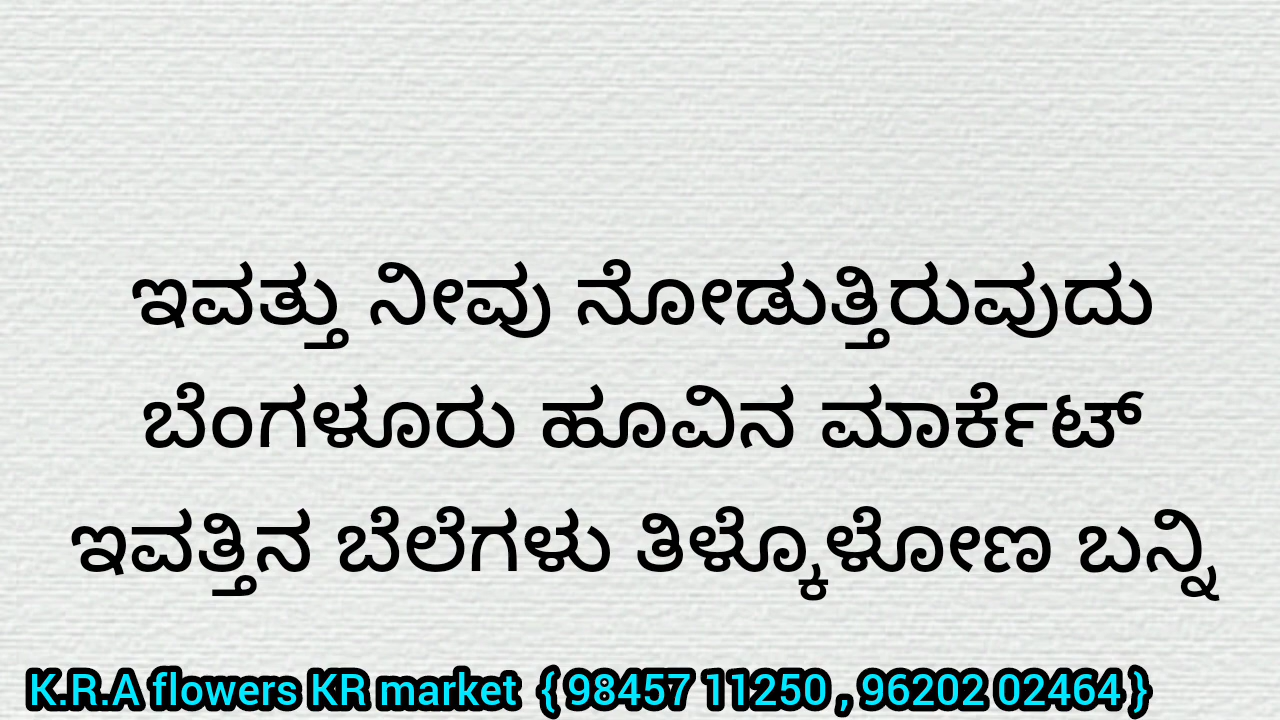 ಇವತ್ತು ನೀವು ನೋಡುತ್ತಿರುವುದು
ಬೆಂಗಳೂರು ಹೂವಿನ ಮಾರ್ಕೆಟ್
ಇವತ್ತಿನ ಬೆಲೆಗಳು ತಿಳ್ಕೊಳೋಣ ಬನ್ನಿ
K.R.A flowers KR market { 98457 11250 , 96202 02464 }